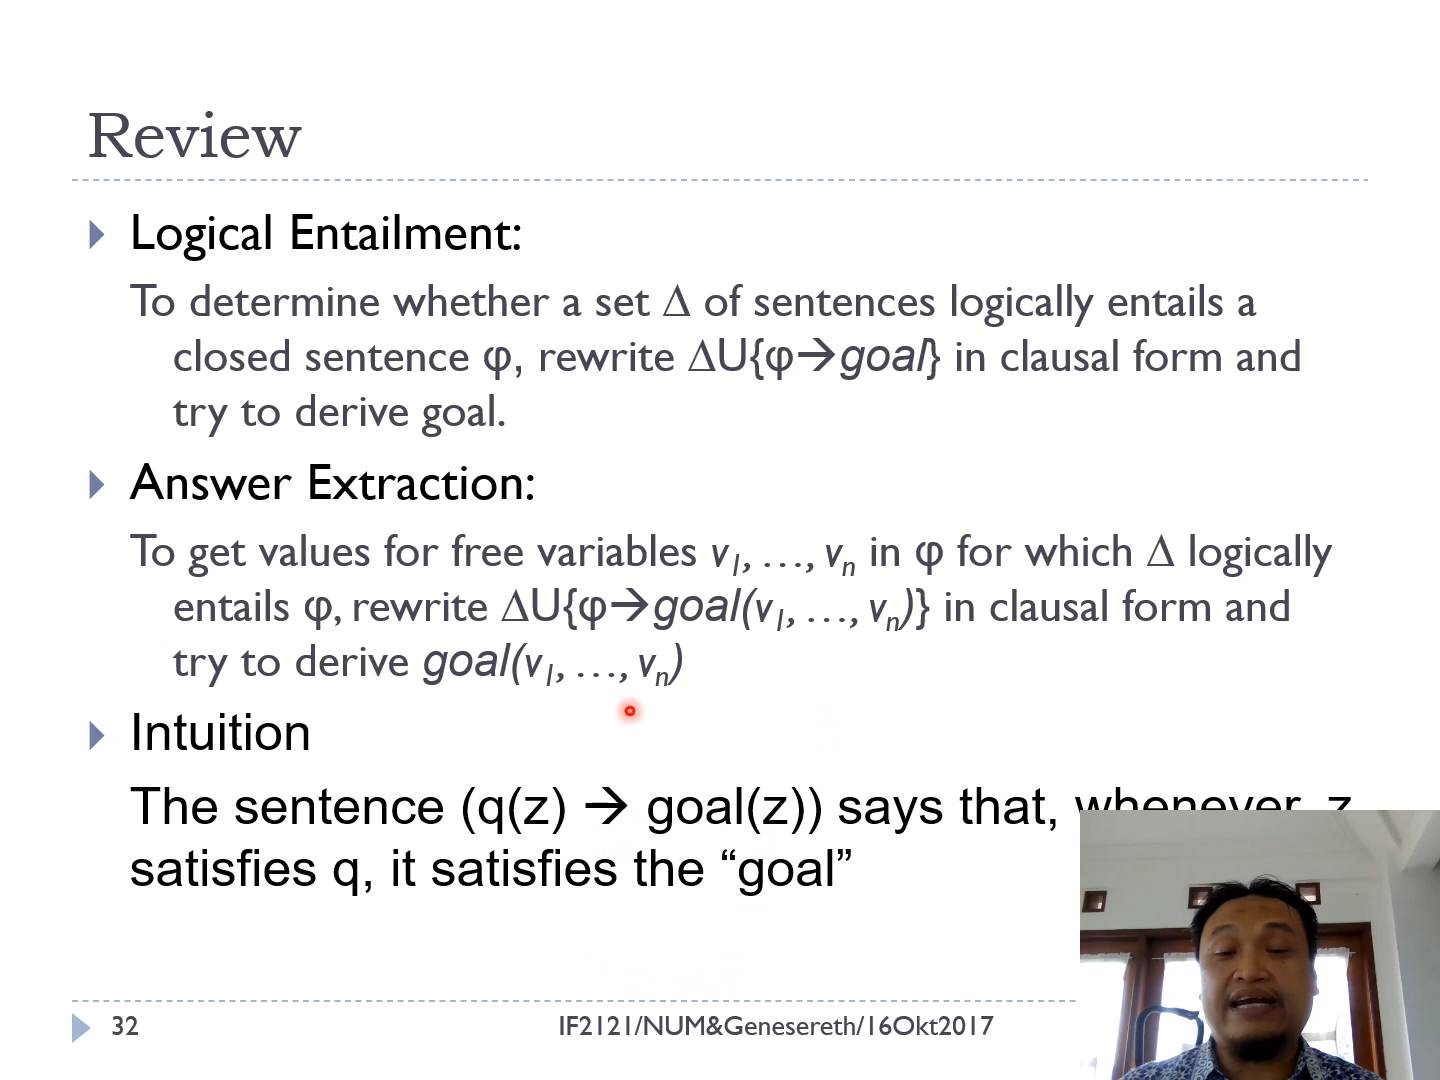 Review
Logical Entailment:
To determine whether a set Δ of sentences logically entails a
closed sentence φ, rewrite ΔU{φ→goal} in clausal form and
try to derive goal.
Answer Extraction:
To get values for free variables v₁, …, vₙ in φ for which Δ logically
entails φ, rewrite ΔU{φ→goal(v₁, …, vₙ)} in clausal form and
try to derive goal(v₁, …, vₙ)
Intuition
The sentence (q(z) → goal(z)) says that, whenever z
satisfies q, it satisfies the “goal”
32
IF2121/NUM&Genesereth/16Okt2017